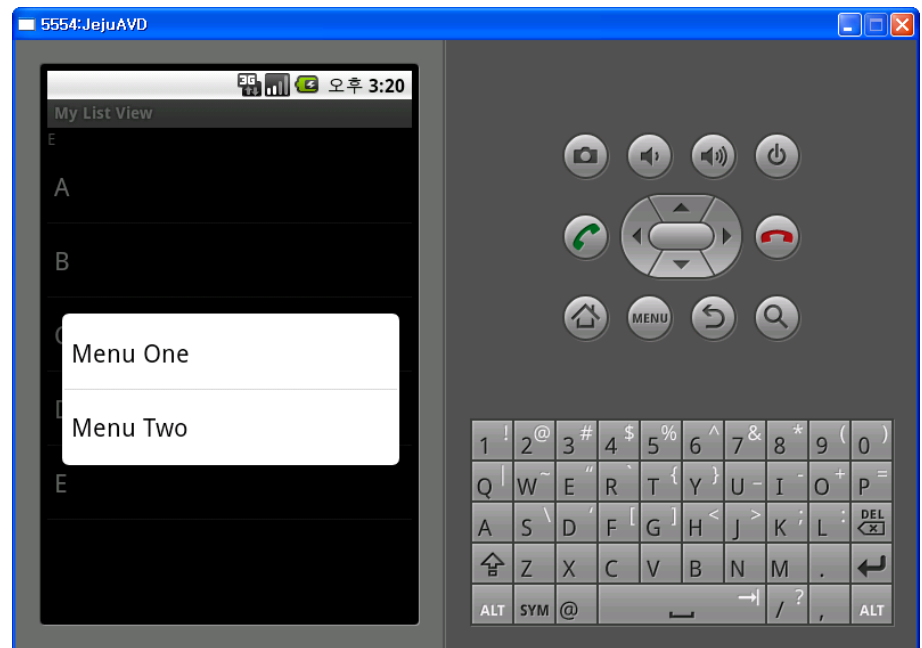 5554:JejuAVD
3G 오후 3:20
My List View
E
A
B
C
D
E
Menu One
Menu Two
MENU
1 ! 2 @ 3 # 4 $ 5 % 6 ^ 7 & 8 * 9 ( 0 )
Q | W ~ E “ R ` T { Y } U - I - O + P =
A S \ D ‘ F [ G ] H < J > K ; L : DEL
Z X C V B N M .
ALT SYM @ / ? , ALT